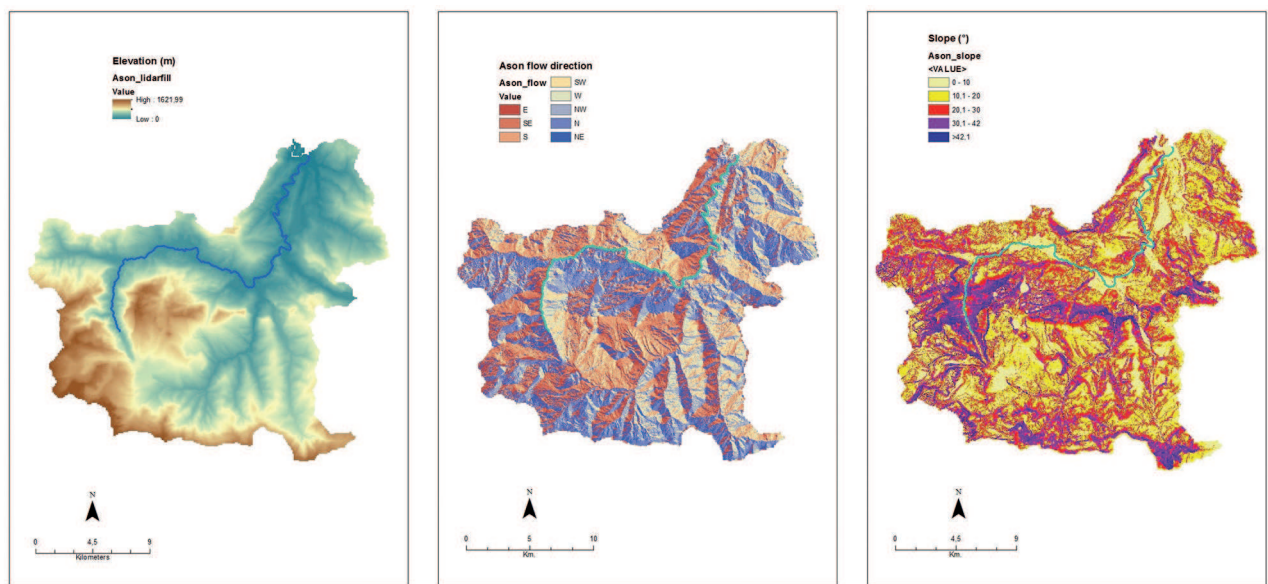 Elevation (m)
Ason_lidarfill
Value
High : 1621.99
Low : 0
N
0 4,5 9
Kilometers
Ason flow direction
Ason_flow
Value
E
SE
S
SW
W
NW
N
NE
N
0 5 10
Km.
Slope (°)
Ason_slope
<VALUE>
0 - 10
10,1 - 20
20,1 - 30
30,1 - 42
>42.1
N
0 4.5 9
Km.